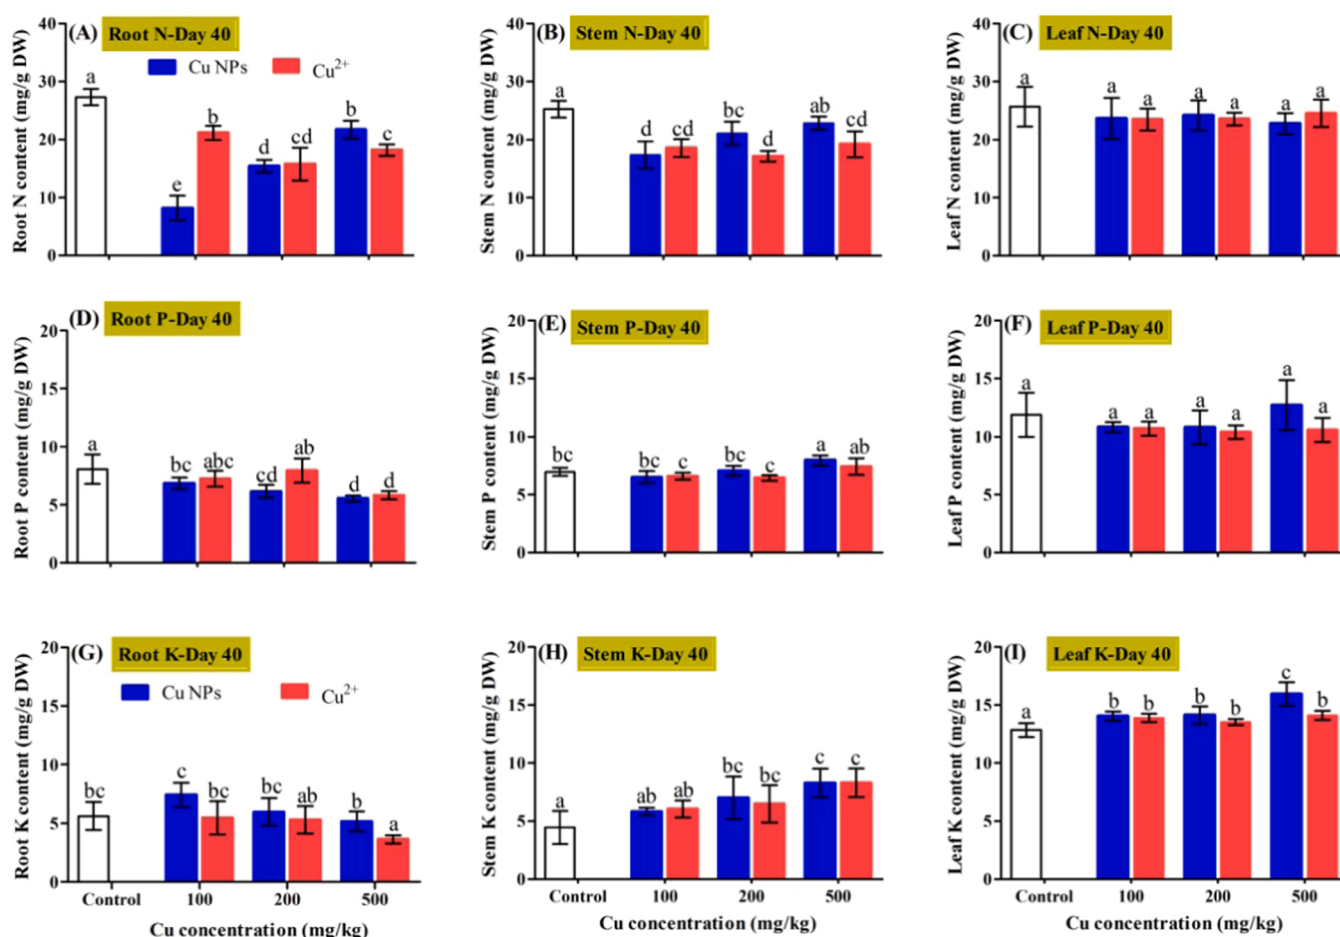 (A) Root N-Day 40
Cu NPs Cu²⁺
Root N content (mg/g DW)
40
30
20
10
0
a e b d cd b c
(B) Stem N-Day 40
Stem N content (mg/g DW)
40
30
20
10
0
a d cd bc d ab cd
(C) Leaf N-Day 40
Leaf N content (mg/g DW)
40
30
20
10
0
a a a a a a a
(D) Root P-Day 40
Root P content (mg/g DW)
20
15
10
5
0
a bc abc cd ab d d
(E) Stem P-Day 40
Stem P content (mg/g DW)
20
15
10
5
0
bc bc c bc c a ab
(F) Leaf P-Day 40
Leaf P content (mg/g DW)
20
15
10
5
0
a a a a a a a
(G) Root K-Day 40
Cu NPs Cu²⁺
Root K content (mg/g DW)
20
15
10
5
0
bc c bc bc ab b a
Control 100 200 500
Cu concentration (mg/kg)
(H) Stem K-Day 40
Stem K content (mg/g DW)
20
15
10
5
0
a ab ab bc bc c c
Control 100 200 500
Cu concentration (mg/kg)
(I) Leaf K-Day 40
Leaf K content (mg/g DW)
20
15
10
5
0
a b b b b c b
Control 100 200 500
Cu concentration (mg/kg)